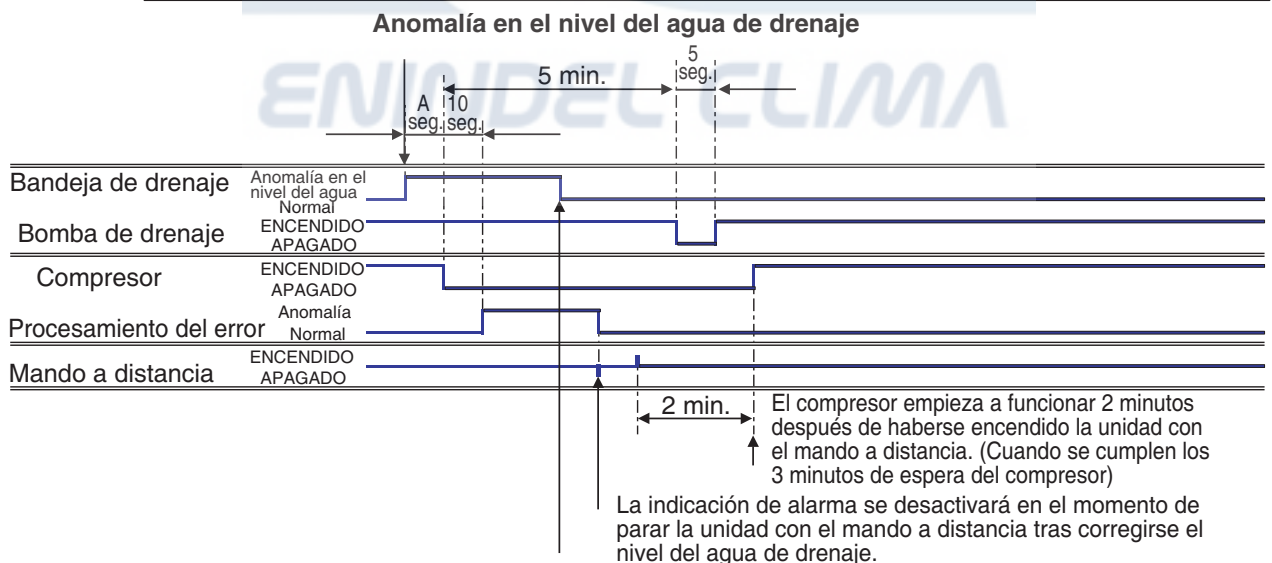 Anomalía en el nivel del agua de drenaje
ENINDEL CLIMA
5 min.
5
seg.
A
seg.
10
seg.
Bandeja de drenaje
Anomalía en el
nivel del agua
Normal
Bomba de drenaje
ENCENDIDO
APAGADO
Compresor
ENCENDIDO
APAGADO
Procesamiento del error
Anomalía
Normal
Mando a distancia
ENCENDIDO
APAGADO
2 min.
El compresor empieza a funcionar 2 minutos
después de haberse encendido la unidad con
el mando a distancia. (Cuando se cumplen los
3 minutos de espera del compresor)
La indicación de alarma se desactivará en el momento de
parar la unidad con el mando a distancia tras corregirse el
nivel del agua de drenaje.